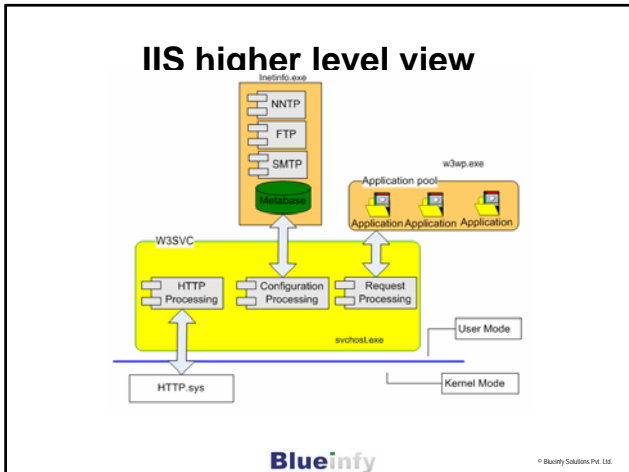 IIS higher level view
Inetinfo.exe
NNTP
FTP
SMTP
Metabase
w3wp.exe
Application pool
Application Application Application
W3SVC
HTTP
Processing
Configuration
Processing
Request
Processing
svchost.exe
User Mode
HTTP.sys
Kernel Mode
Blueinfy
© Blueinfy Solutions Pvt. Ltd.